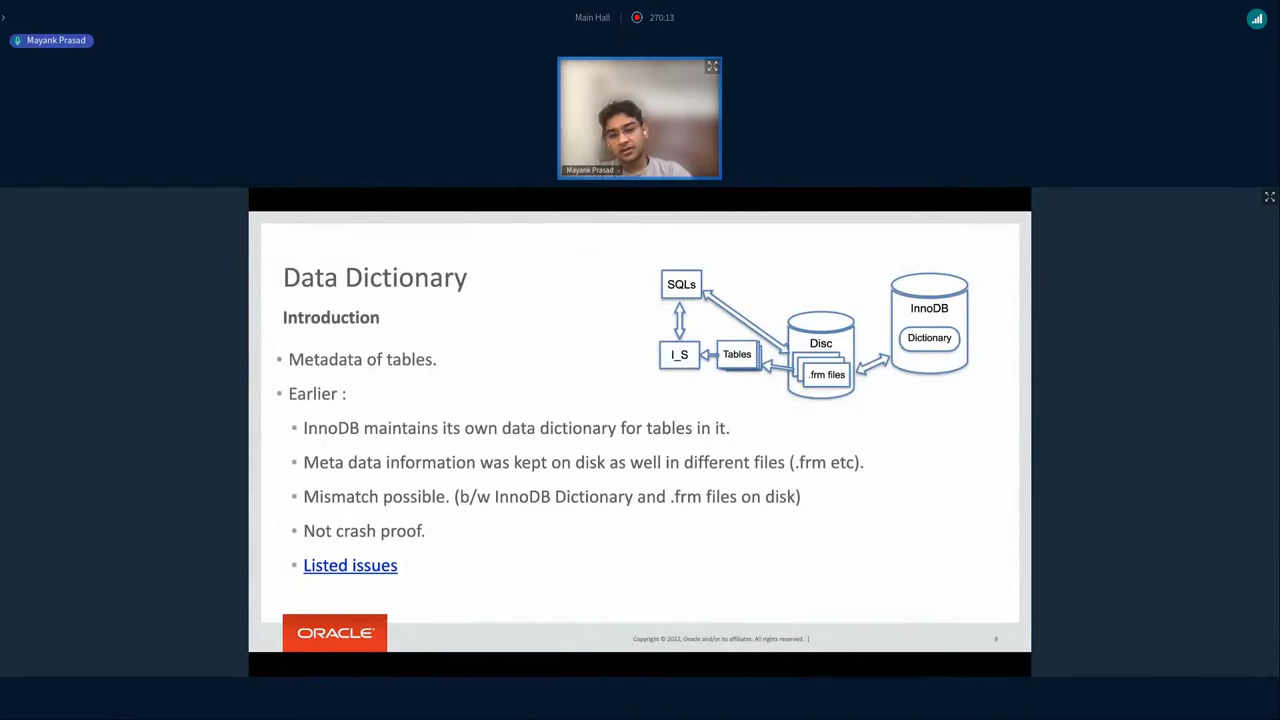 Main Hall
270:13
Mayank Prasad
Mayank Prasad
Data Dictionary
Introduction
• Metadata of tables.
• Earlier :
• InnoDB maintains its own data dictionary for tables in it.
• Meta data information was kept on disk as well in different files (.frm etc).
• Mismatch possible. (b/w InnoDB Dictionary and .frm files on disk)
• Not crash proof.
• Listed issues
SQLs
I_S
Tables
Disc
.frm files
InnoDB
Dictionary
ORACLE
Copyright © 2022, Oracle and/or its affiliates. All rights reserved. |
9